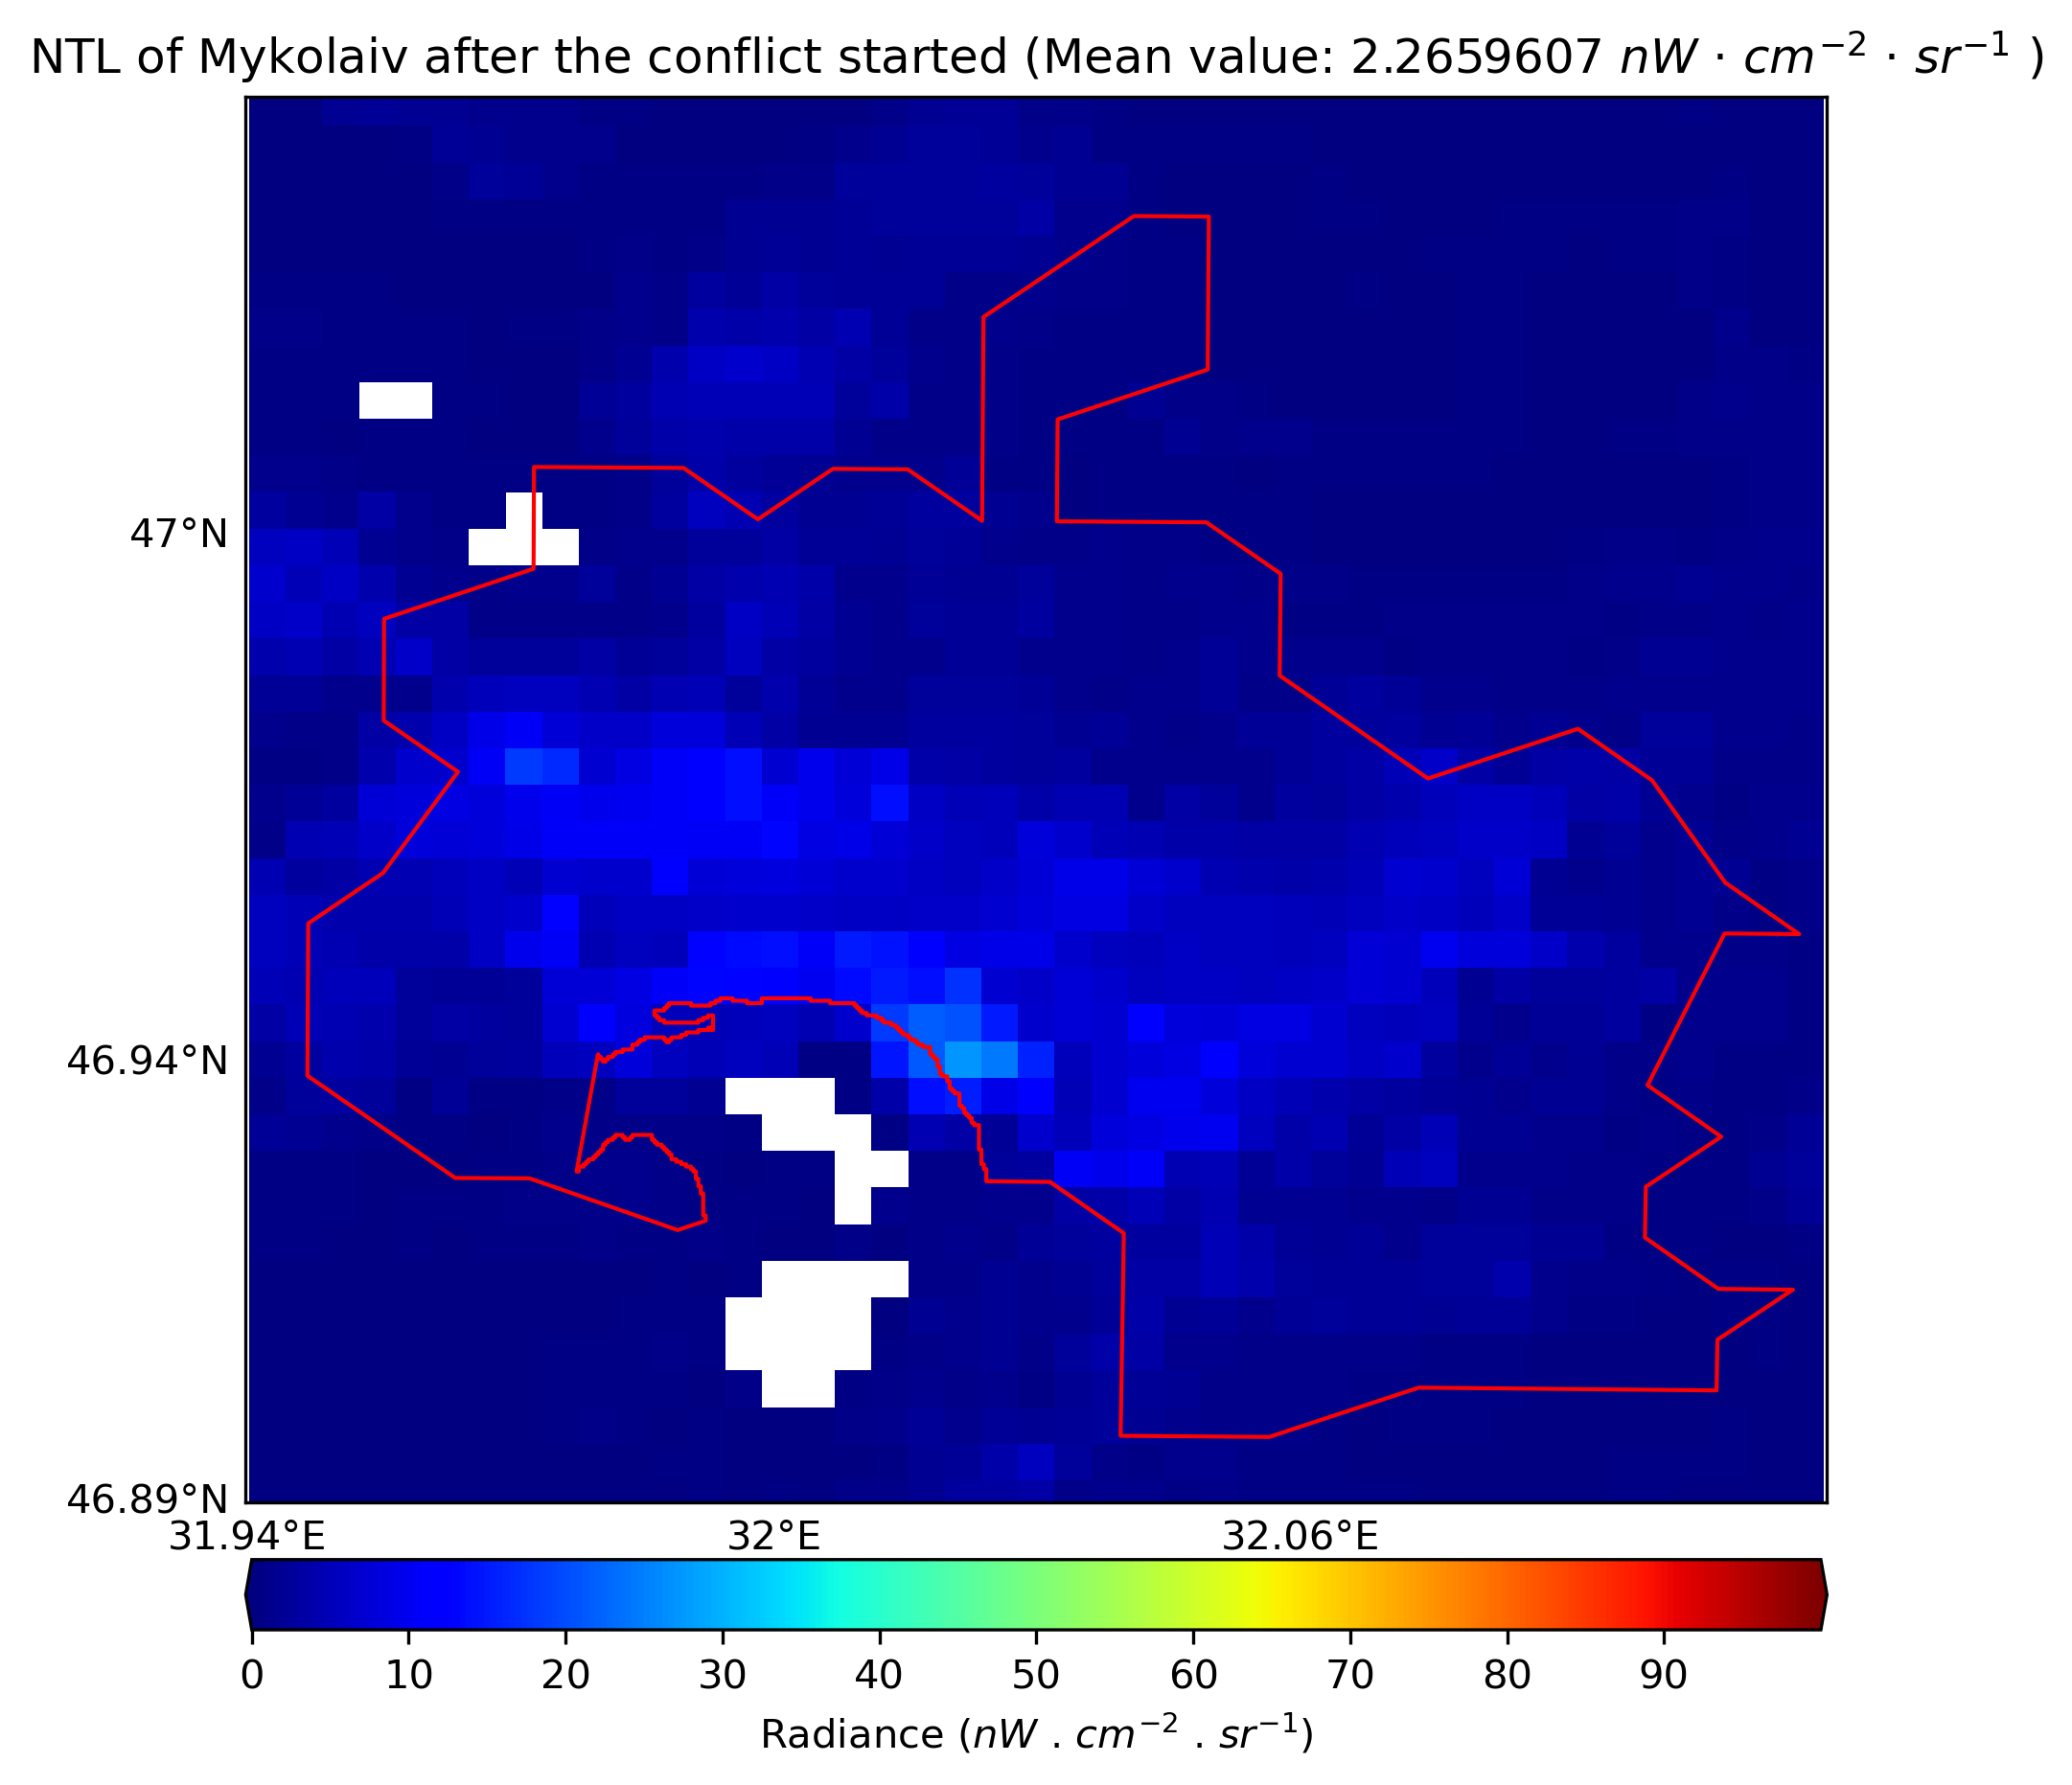 NTL of Mykolaiv after the conflict started (Mean value: 2.2659607 nW · cm⁻² · sr⁻¹ )
47°N
46.94°N
46.89°N
31.94°E 32°E 32.06°E
0 10 20 30 40 50 60 70 80 90
Radiance (nW . cm⁻² . sr⁻¹)